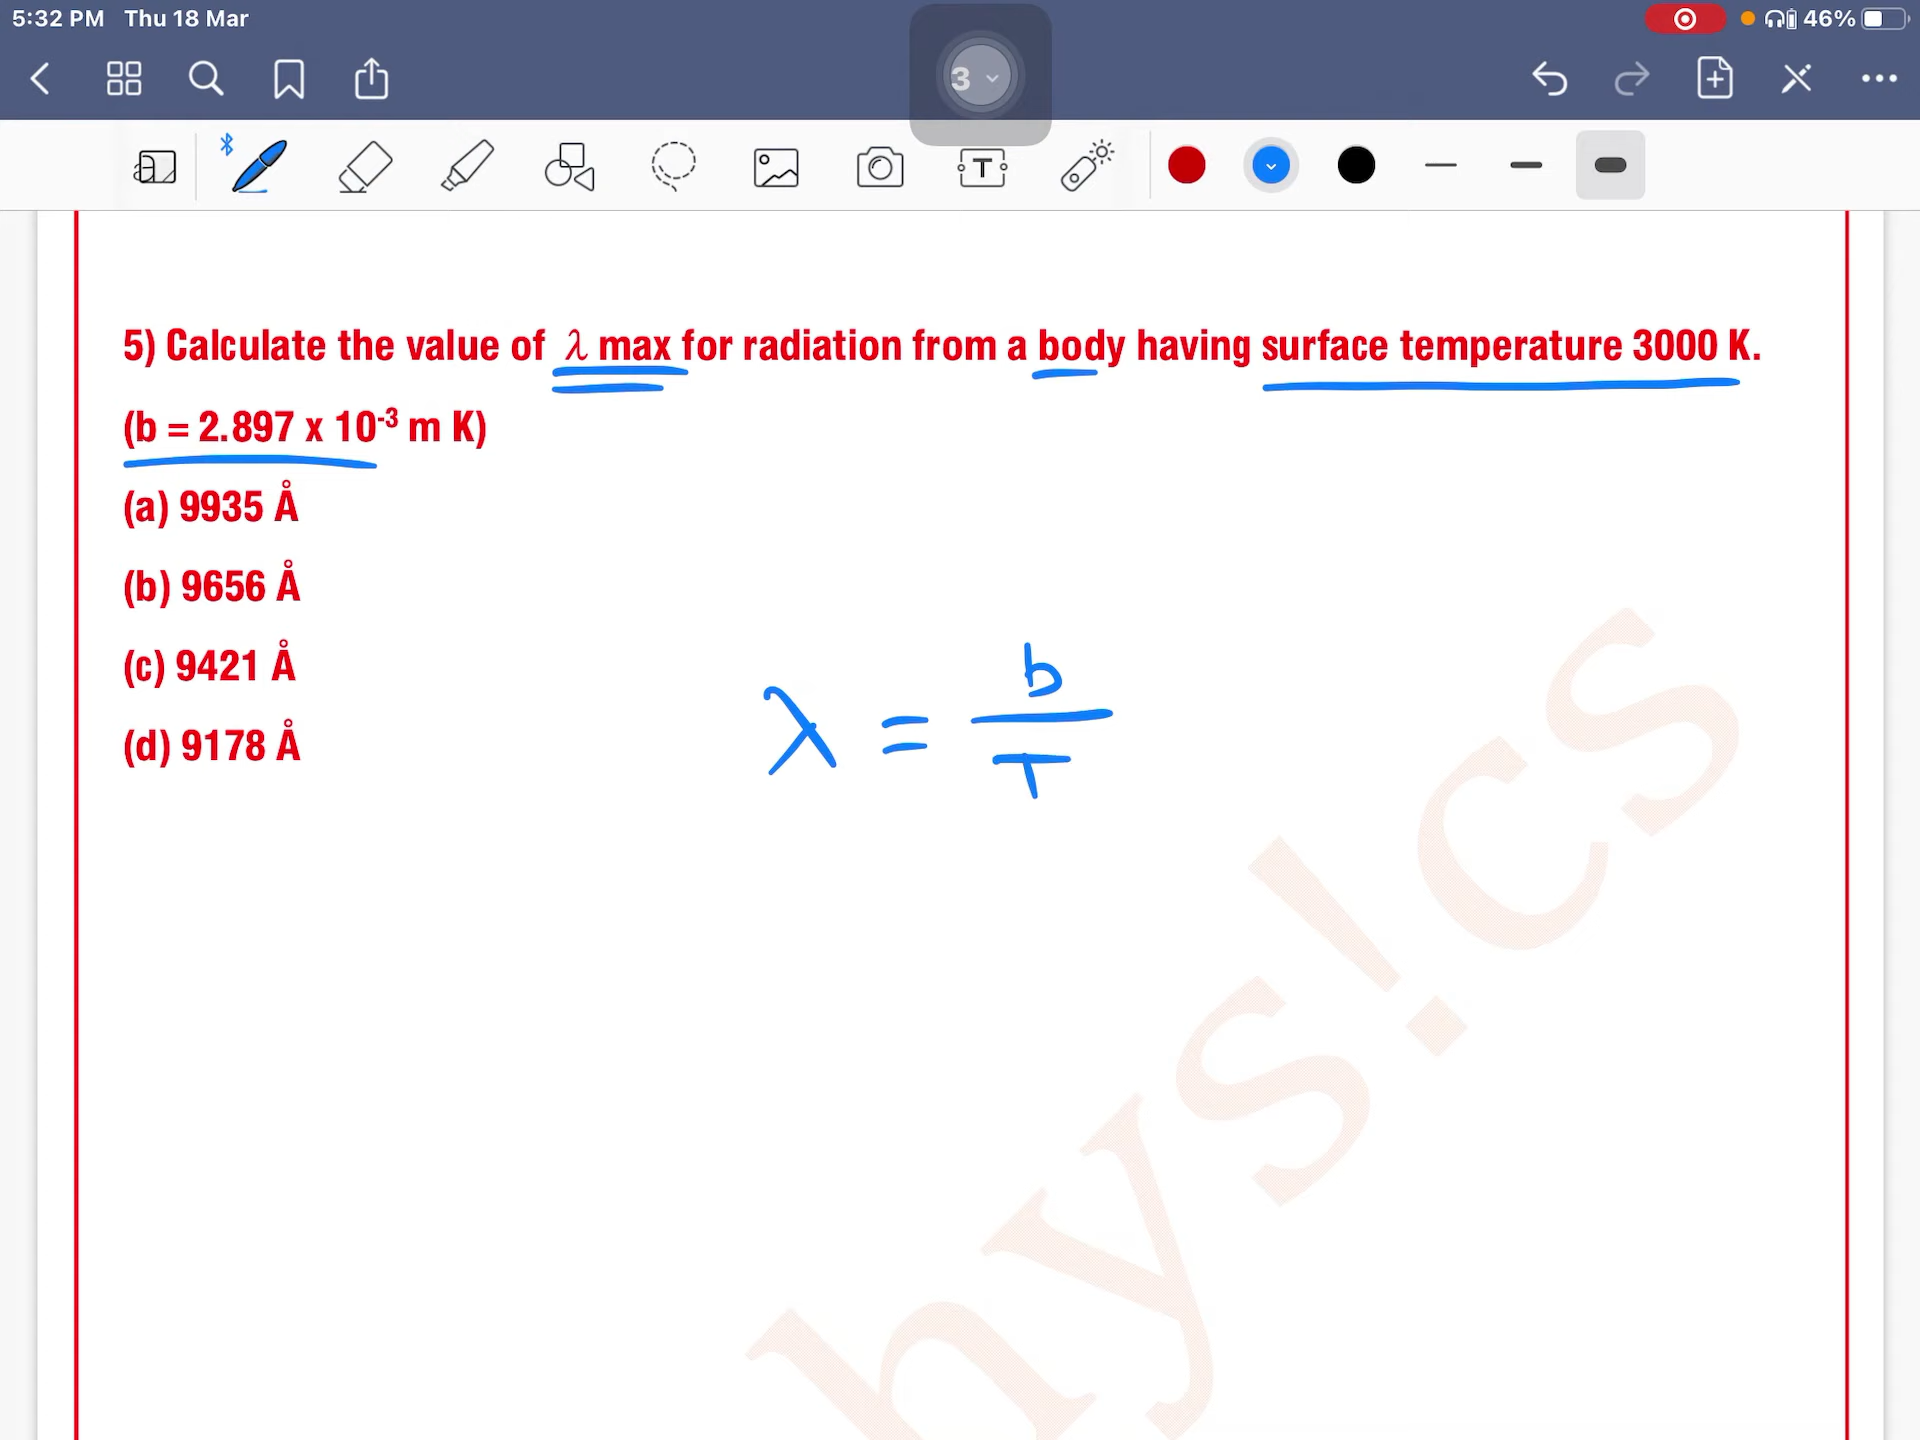 5:32 PM Thu 18 Mar
46%
3
T
5) Calculate the value of λ max for radiation from a body having surface temperature 3000 K.
(b = 2.897 x 10⁻³ m K)
(a) 9935 Å
(b) 9656 Å
(c) 9421 Å
(d) 9178 Å
λ = b
T
hys!cs